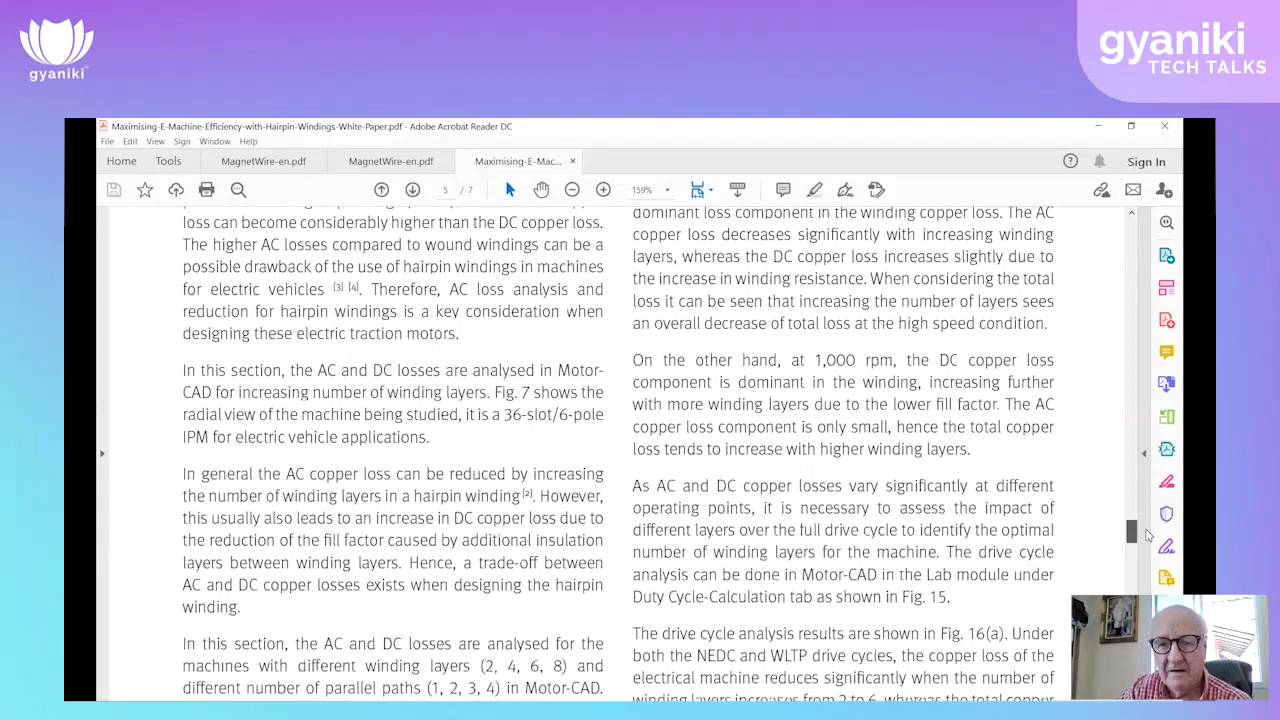 gyaniki
gyaniki
TECH TALKS
Maximising-E-Machine-Efficiency-with-Hairpin-Windings-White-Paper.pdf - Adobe Acrobat Reader DC
File Edit View Sign Window Help
Home Tools MagnetWire-en.pdf MagnetWire-en.pdf Maximising-E-Mac... × Sign In
5 / 7 159%
loss can become considerably higher than the DC copper loss.
The higher AC losses compared to wound windings can be a
possible drawback of the use of hairpin windings in machines
for electric vehicles [3] [4]. Therefore, AC loss analysis and
reduction for hairpin windings is a key consideration when
designing these electric traction motors.
In this section, the AC and DC losses are analysed in Motor-
CAD for increasing number of winding layers. Fig. 7 shows the
radial view of the machine being studied, it is a 36-slot/6-pole
IPM for electric vehicle applications.
In general the AC copper loss can be reduced by increasing
the number of winding layers in a hairpin winding [2]. However,
this usually also leads to an increase in DC copper loss due to
the reduction of the fill factor caused by additional insulation
layers between winding layers. Hence, a trade-off between
AC and DC copper losses exists when designing the hairpin
winding.
In this section, the AC and DC losses are analysed for the
machines with different winding layers (2, 4, 6, 8) and
different number of parallel paths (1, 2, 3, 4) in Motor-CAD.
dominant loss component in the winding copper loss. The AC
copper loss decreases significantly with increasing winding
layers, whereas the DC copper loss increases slightly due to
the increase in winding resistance. When considering the total
loss it can be seen that increasing the number of layers sees
an overall decrease of total loss at the high speed condition.
On the other hand, at 1,000 rpm, the DC copper loss
component is dominant in the winding, increasing further
with more winding layers due to the lower fill factor. The AC
copper loss component is only small, hence the total copper
loss tends to increase with higher winding layers.
As AC and DC copper losses vary significantly at different
operating points, it is necessary to assess the impact of
different layers over the full drive cycle to identify the optimal
number of winding layers for the machine. The drive cycle
analysis can be done in Motor-CAD in the Lab module under
Duty Cycle-Calculation tab as shown in Fig. 15.
The drive cycle analysis results are shown in Fig. 16(a). Under
both the NEDC and WLTP drive cycles, the copper loss of the
electrical machine reduces significantly when the number of
winding layers increases from 2 to 6, whereas the total copper